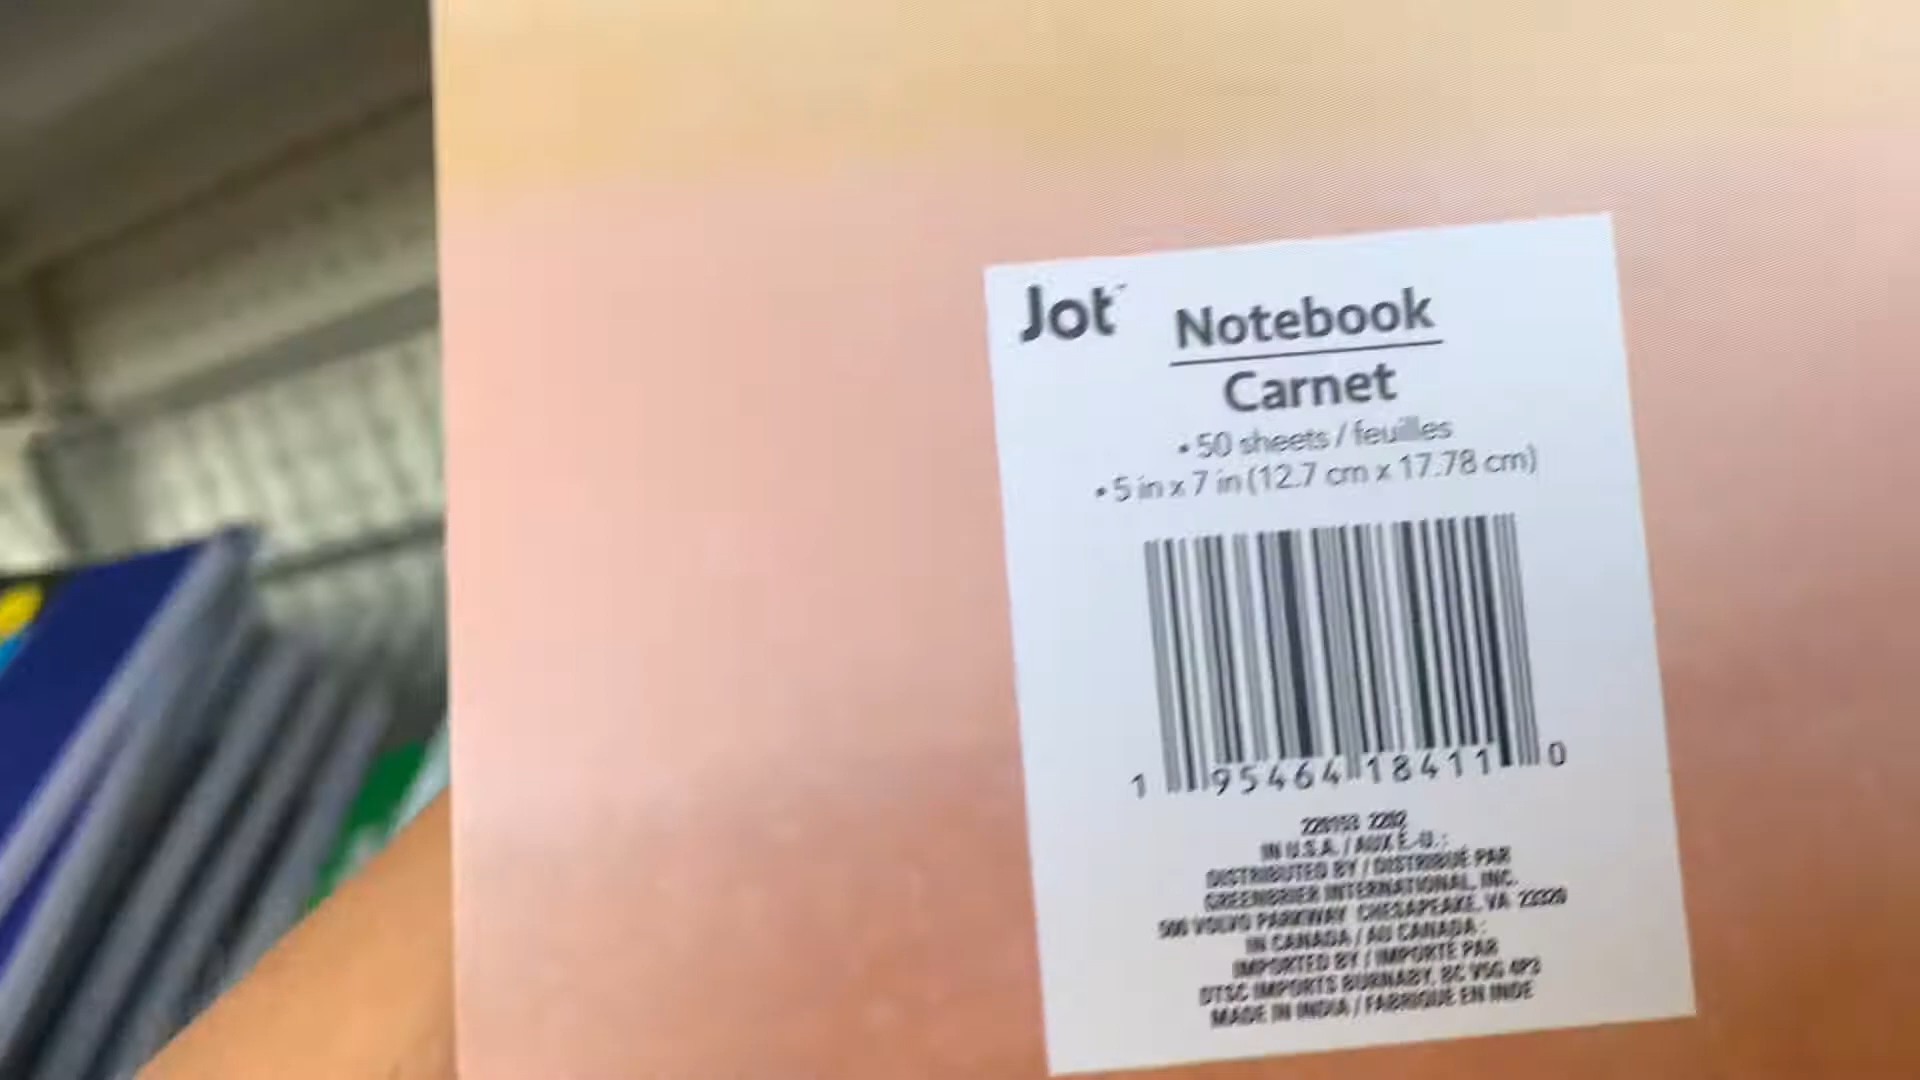 Jot™ Notebook
Carnet
• 50 sheets / feuilles
• 5 in x 7 in (12.7 cm x 17.78 cm)
1 95464 18411 0
2202
IN U.S.A. / AUX É.-U. :
DISTRIBUTED BY / DISTRIBUÉ PAR
GREENBRIER INTERNATIONAL, INC.
500 VOLVO PARKWAY CHESAPEAKE, VA 23320
IN CANADA / AU CANADA :
IMPORTED BY / IMPORTÉ PAR
DTSC IMPORTS BURNABY, BC V5G 4P3
MADE IN INDIA / FABRIQUÉ EN INDE